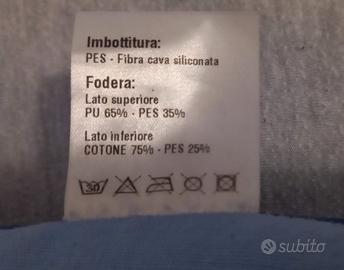 Imbottitura:
PES - Fibra cava siliconata
Fodera:
Lato superiore
PU 65% - PES 35%
Lato inferiore
COTONE 75% - PES 25%
30
subito